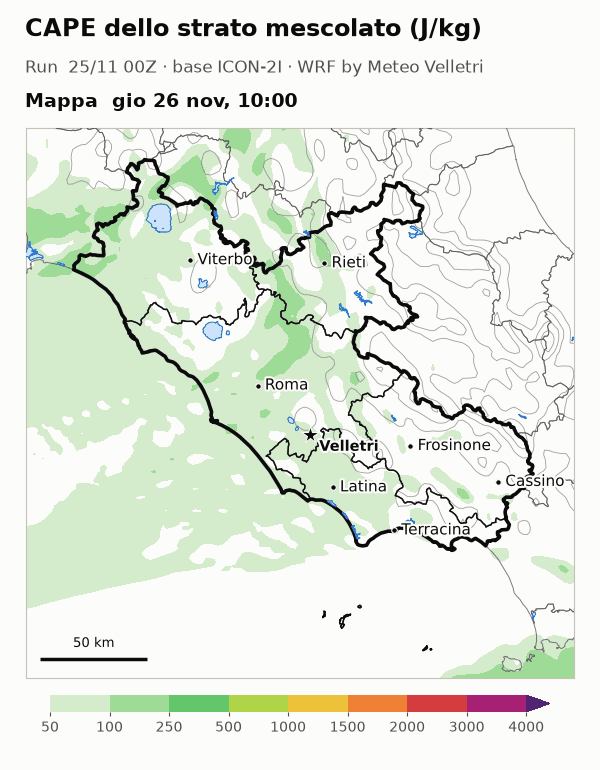 CAPE dello strato mescolato (J/kg)
Run 25/11 00Z · base ICON-2I · WRF by Meteo Velletri
Mappa gio 26 nov, 10:00
Viterbo
Rieti
Roma
Velletri
Frosinone
Latina
Cassino
Terracina
50 km
50 100 250 500 1000 1500 2000 3000 4000